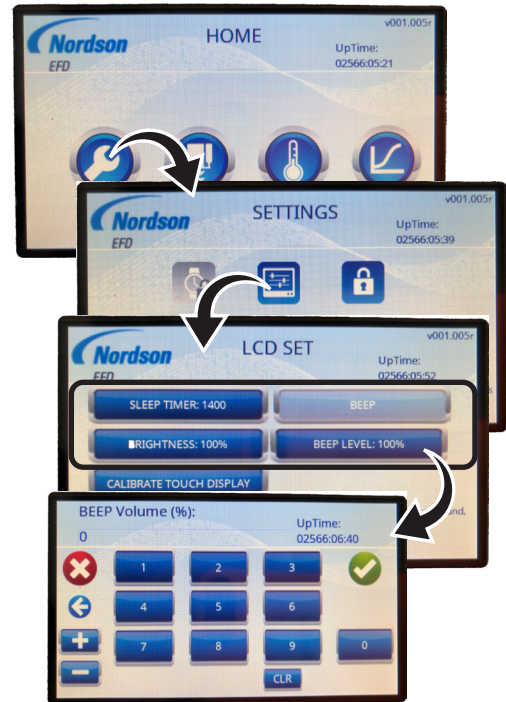 v001.005r
Nordson
EFD
HOME
UpTime:
02566:05:21
v001.005r
Nordson
EFD
SETTINGS
UpTime:
02566:05:39
v001.005r
Nordson
EFD
LCD SET
UpTime:
02566:05:52
SLEEP TIMER: 1400
BEEP
BRIGHTNESS: 100%
BEEP LEVEL: 100%
CALIBRATE TOUCH DISPLAY
BEEP Volume (%):
0
UpTime:
02566:06:40
1 2 3
4 5 6
7 8 9 0
CLR